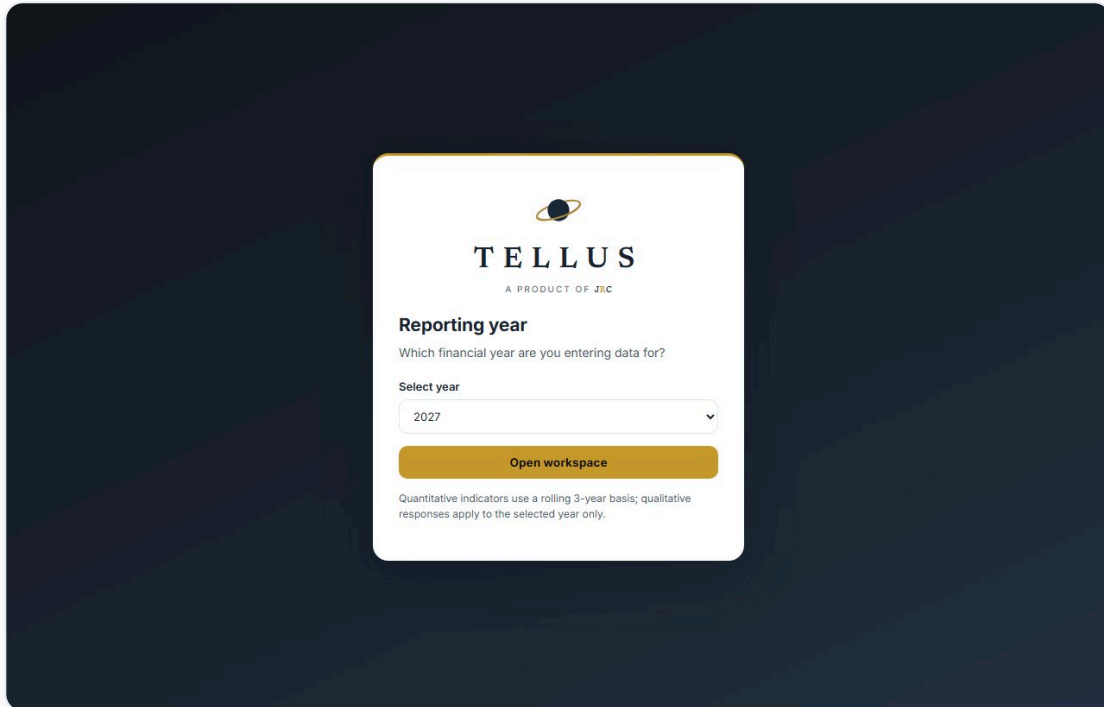 TELLUS
A PRODUCT OF JRC
Reporting year
Which financial year are you entering data for?
Select year
2027
Open workspace
Quantitative indicators use a rolling 3-year basis; qualitative
responses apply to the selected year only.